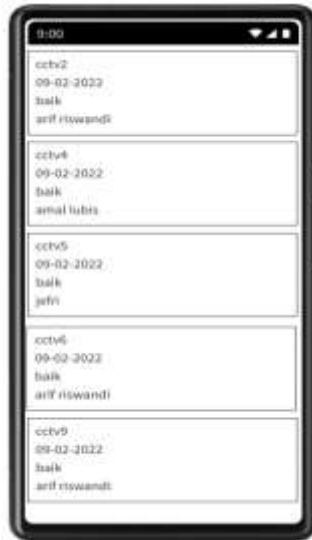 9:00
cctv2
09-02-2022
baik
arif riswandi
cctv4
09-02-2022
baik
amal lubis
cctv5
09-02-2022
baik
jefri
cctv6
09-02-2022
baik
arif riswandi
cctv9
09-02-2022
baik
arif riswandi